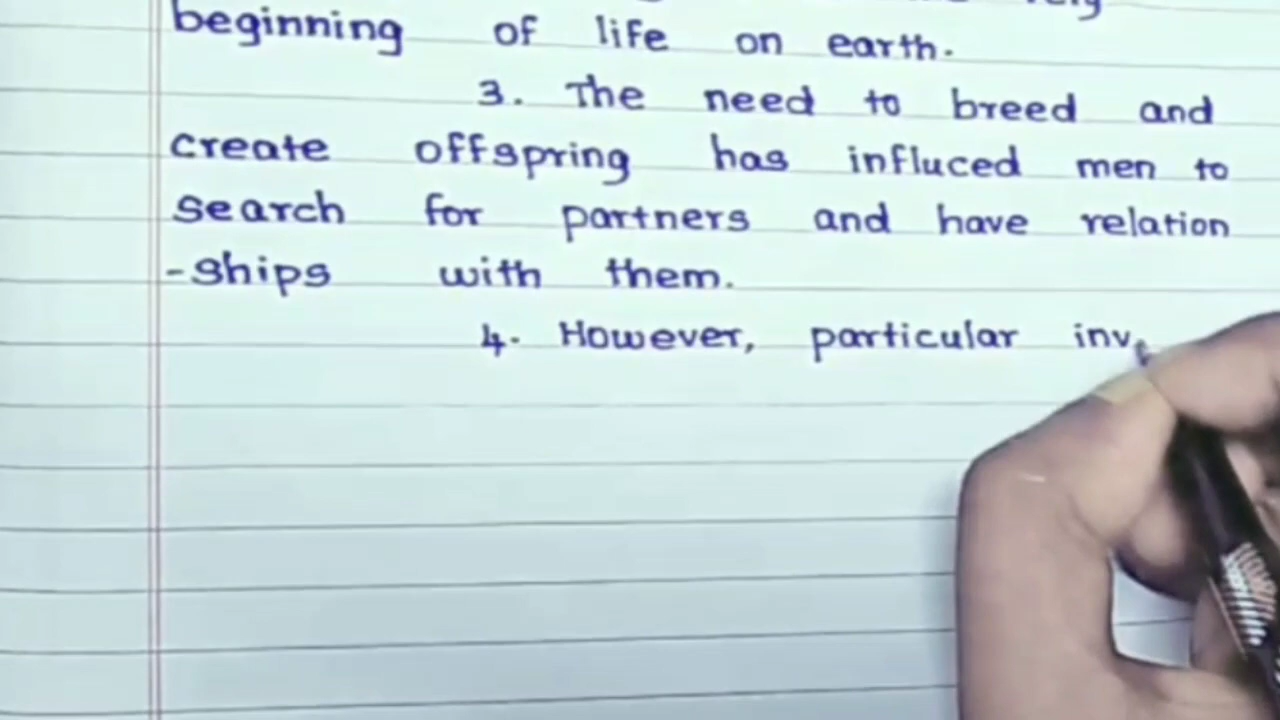 beginning of life on earth.
3. The need to breed and
create offspring has influced men to
search for partners and have relation
-ships with them.
4. However, particular inve